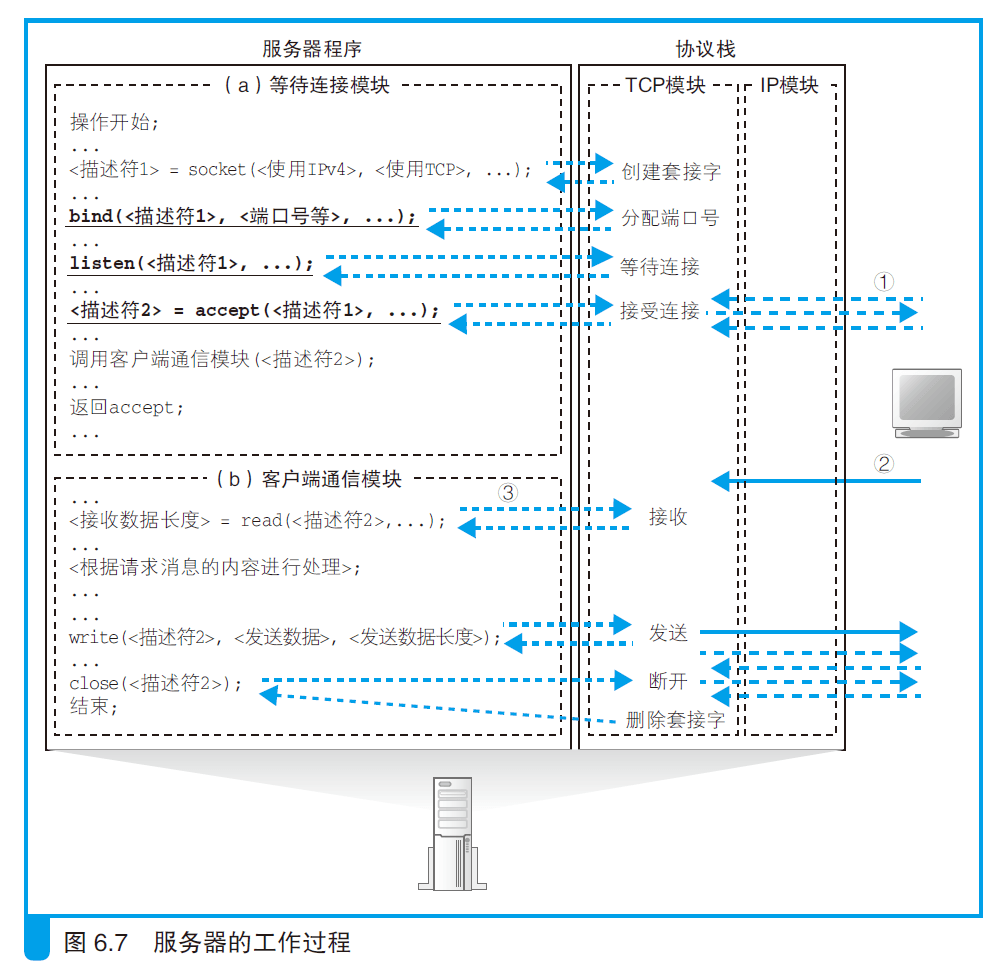 服务器程序
协议栈
(a)等待连接模块
TCP模块
IP模块
操作开始;
...
<描述符1> = socket(<使用IPv4>, <使用TCP>, ...);
创建套接字
...
bind(<描述符1>, <端口号等>, ...);
分配端口号
...
listen(<描述符1>, ...);
等待连接
①
...
<描述符2> = accept(<描述符1>, ...);
接受连接
...
调用客户端通信模块(<描述符2>);
...
返回accept;
...
(b)客户端通信模块
②
...
③
<接收数据长度> = read(<描述符2>,...);
接收
...
<根据请求消息的内容进行处理>;
...
...
write(<描述符2>, <发送数据>, <发送数据长度>);
发送
...
close(<描述符2>);
断开
结束;
删除套接字
图 6.7 服务器的工作过程